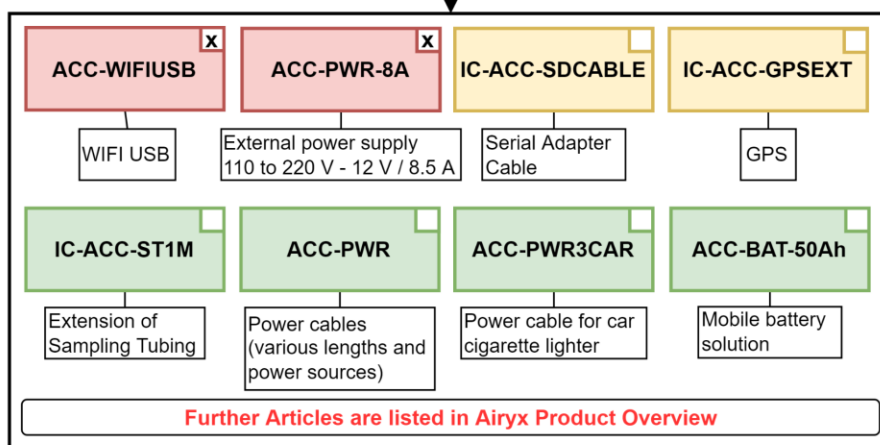 X
X
ACC-WIFIUSB
ACC-PWR-8A
IC-ACC-SDCABLE
IC-ACC-GPSEXT
WIFI USB
External power supply
110 to 220 V - 12 V / 8.5 A
Serial Adapter
Cable
GPS
IC-ACC-ST1M
ACC-PWR
ACC-PWR3CAR
ACC-BAT-50Ah
Extension of
Sampling Tubing
Power cables
(various lengths and
power sources)
Power cable for car
cigarette lighter
Mobile battery
solution
Further Articles are listed in Airyx Product Overview